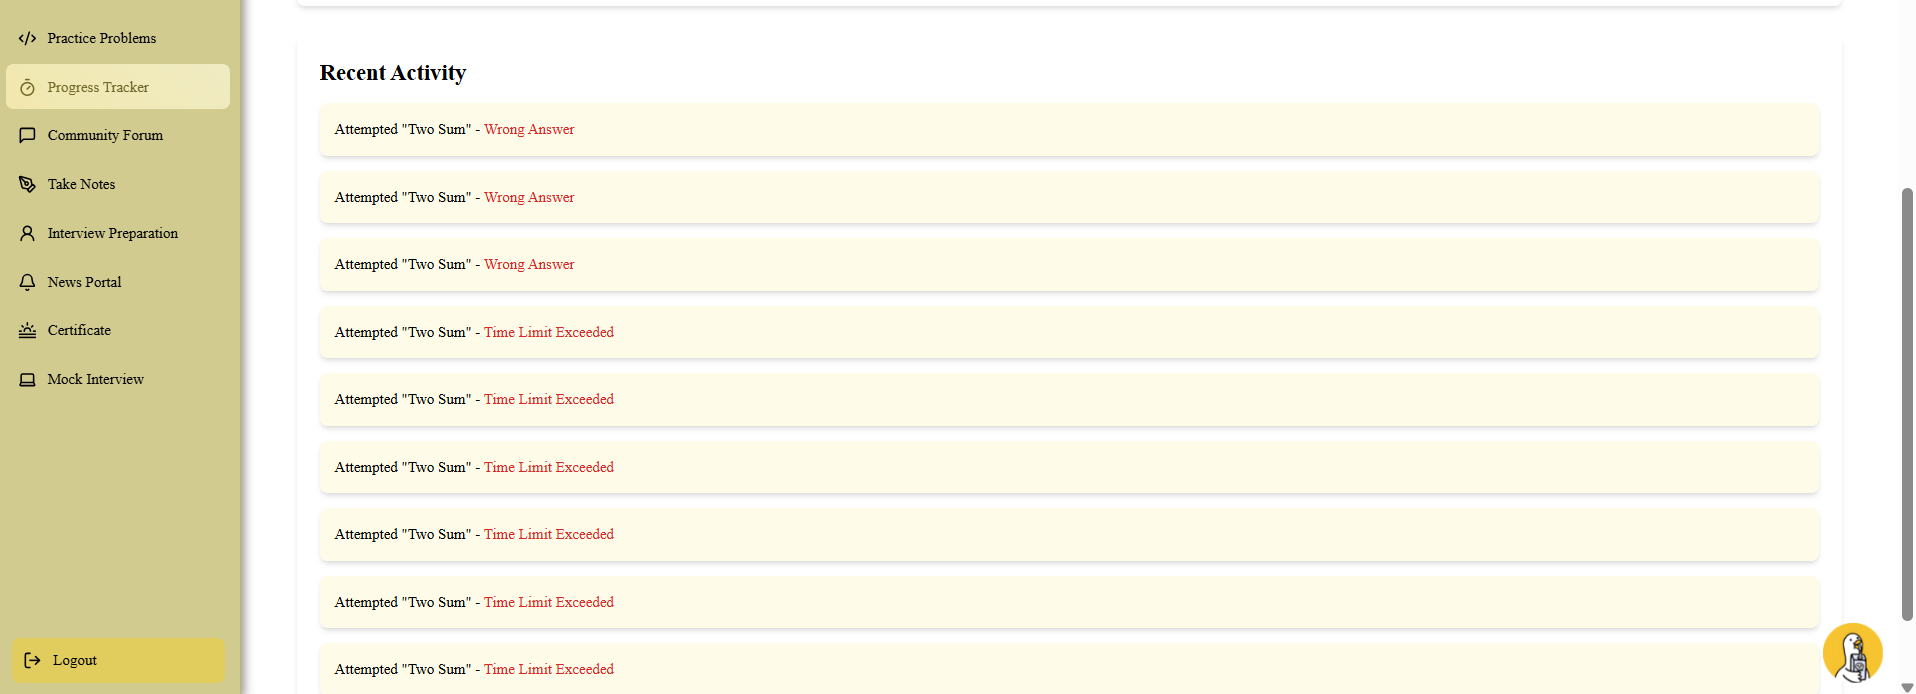 Practice Problems
Progress Tracker
Community Forum
Take Notes
Interview Preparation
News Portal
Certificate
Mock Interview
Logout
Recent Activity
Attempted "Two Sum" - Wrong Answer
Attempted "Two Sum" - Wrong Answer
Attempted "Two Sum" - Wrong Answer
Attempted "Two Sum" - Time Limit Exceeded
Attempted "Two Sum" - Time Limit Exceeded
Attempted "Two Sum" - Time Limit Exceeded
Attempted "Two Sum" - Time Limit Exceeded
Attempted "Two Sum" - Time Limit Exceeded
Attempted "Two Sum" - Time Limit Exceeded